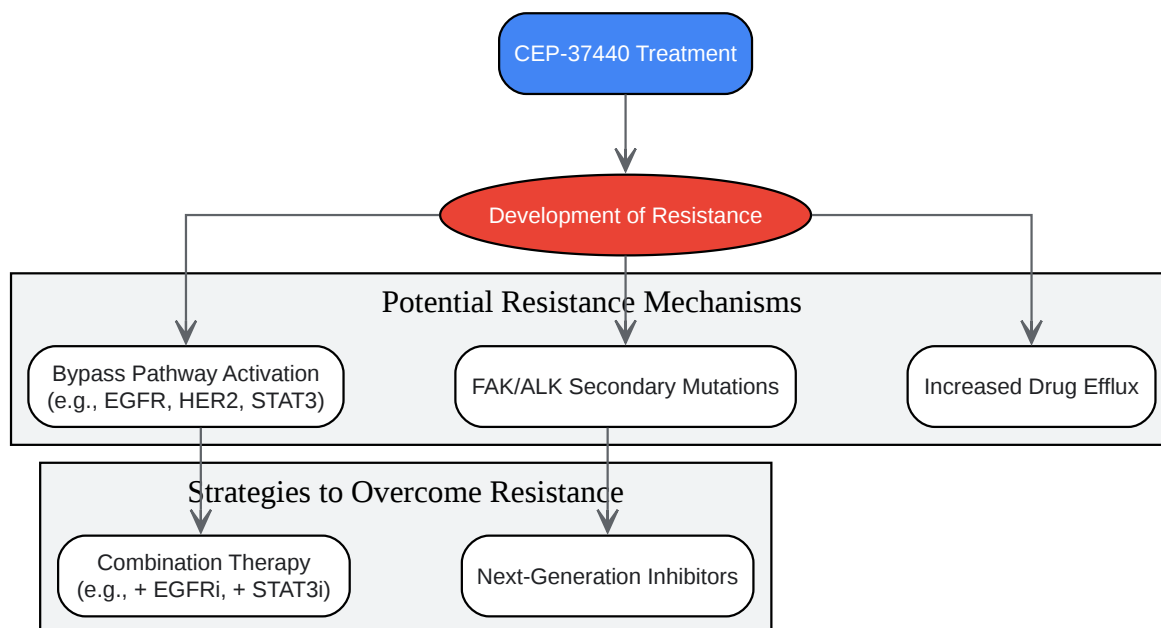 CEP-37440 Treatment
Development of Resistance
Potential Resistance Mechanisms
Bypass Pathway Activation
(e.g., EGFR, HER2, STAT3)
FAK/ALK Secondary Mutations
Increased Drug Efflux
Strategies to Overcome Resistance
Combination Therapy
(e.g., + EGFRi, + STAT3i)
Next-Generation Inhibitors